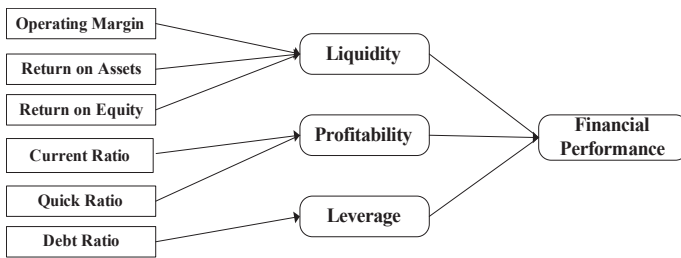 Operating Margin
Return on Assets
Return on Equity
Current Ratio
Quick Ratio
Debt Ratio
Liquidity
Profitability
Leverage
Financial
Performance